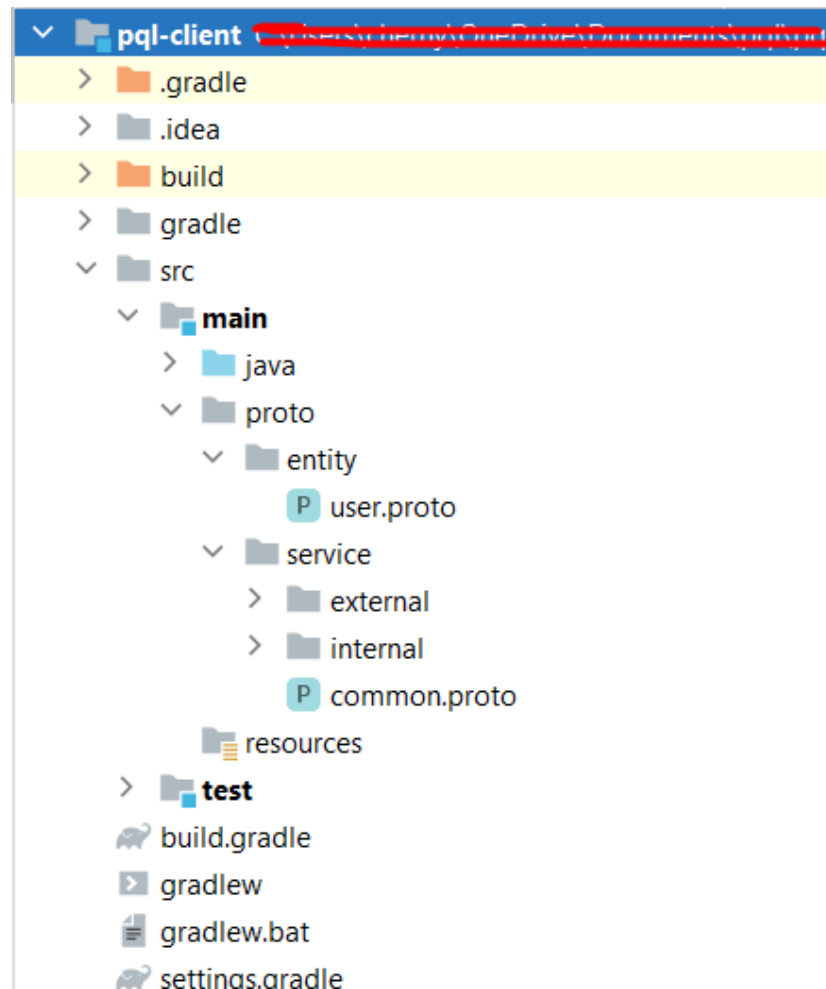 pql-client
.gradle
.idea
build
gradle
src
main
java
proto
entity
P user.proto
service
external
internal
P common.proto
resources
test
build.gradle
gradlew
gradlew.bat
settings.gradle